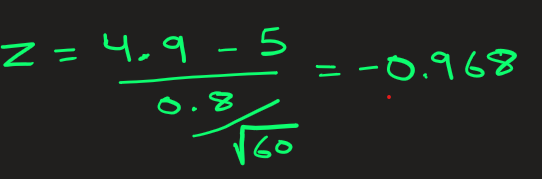 z = (4.9 - 5) / (0.8/√60) = -0.968